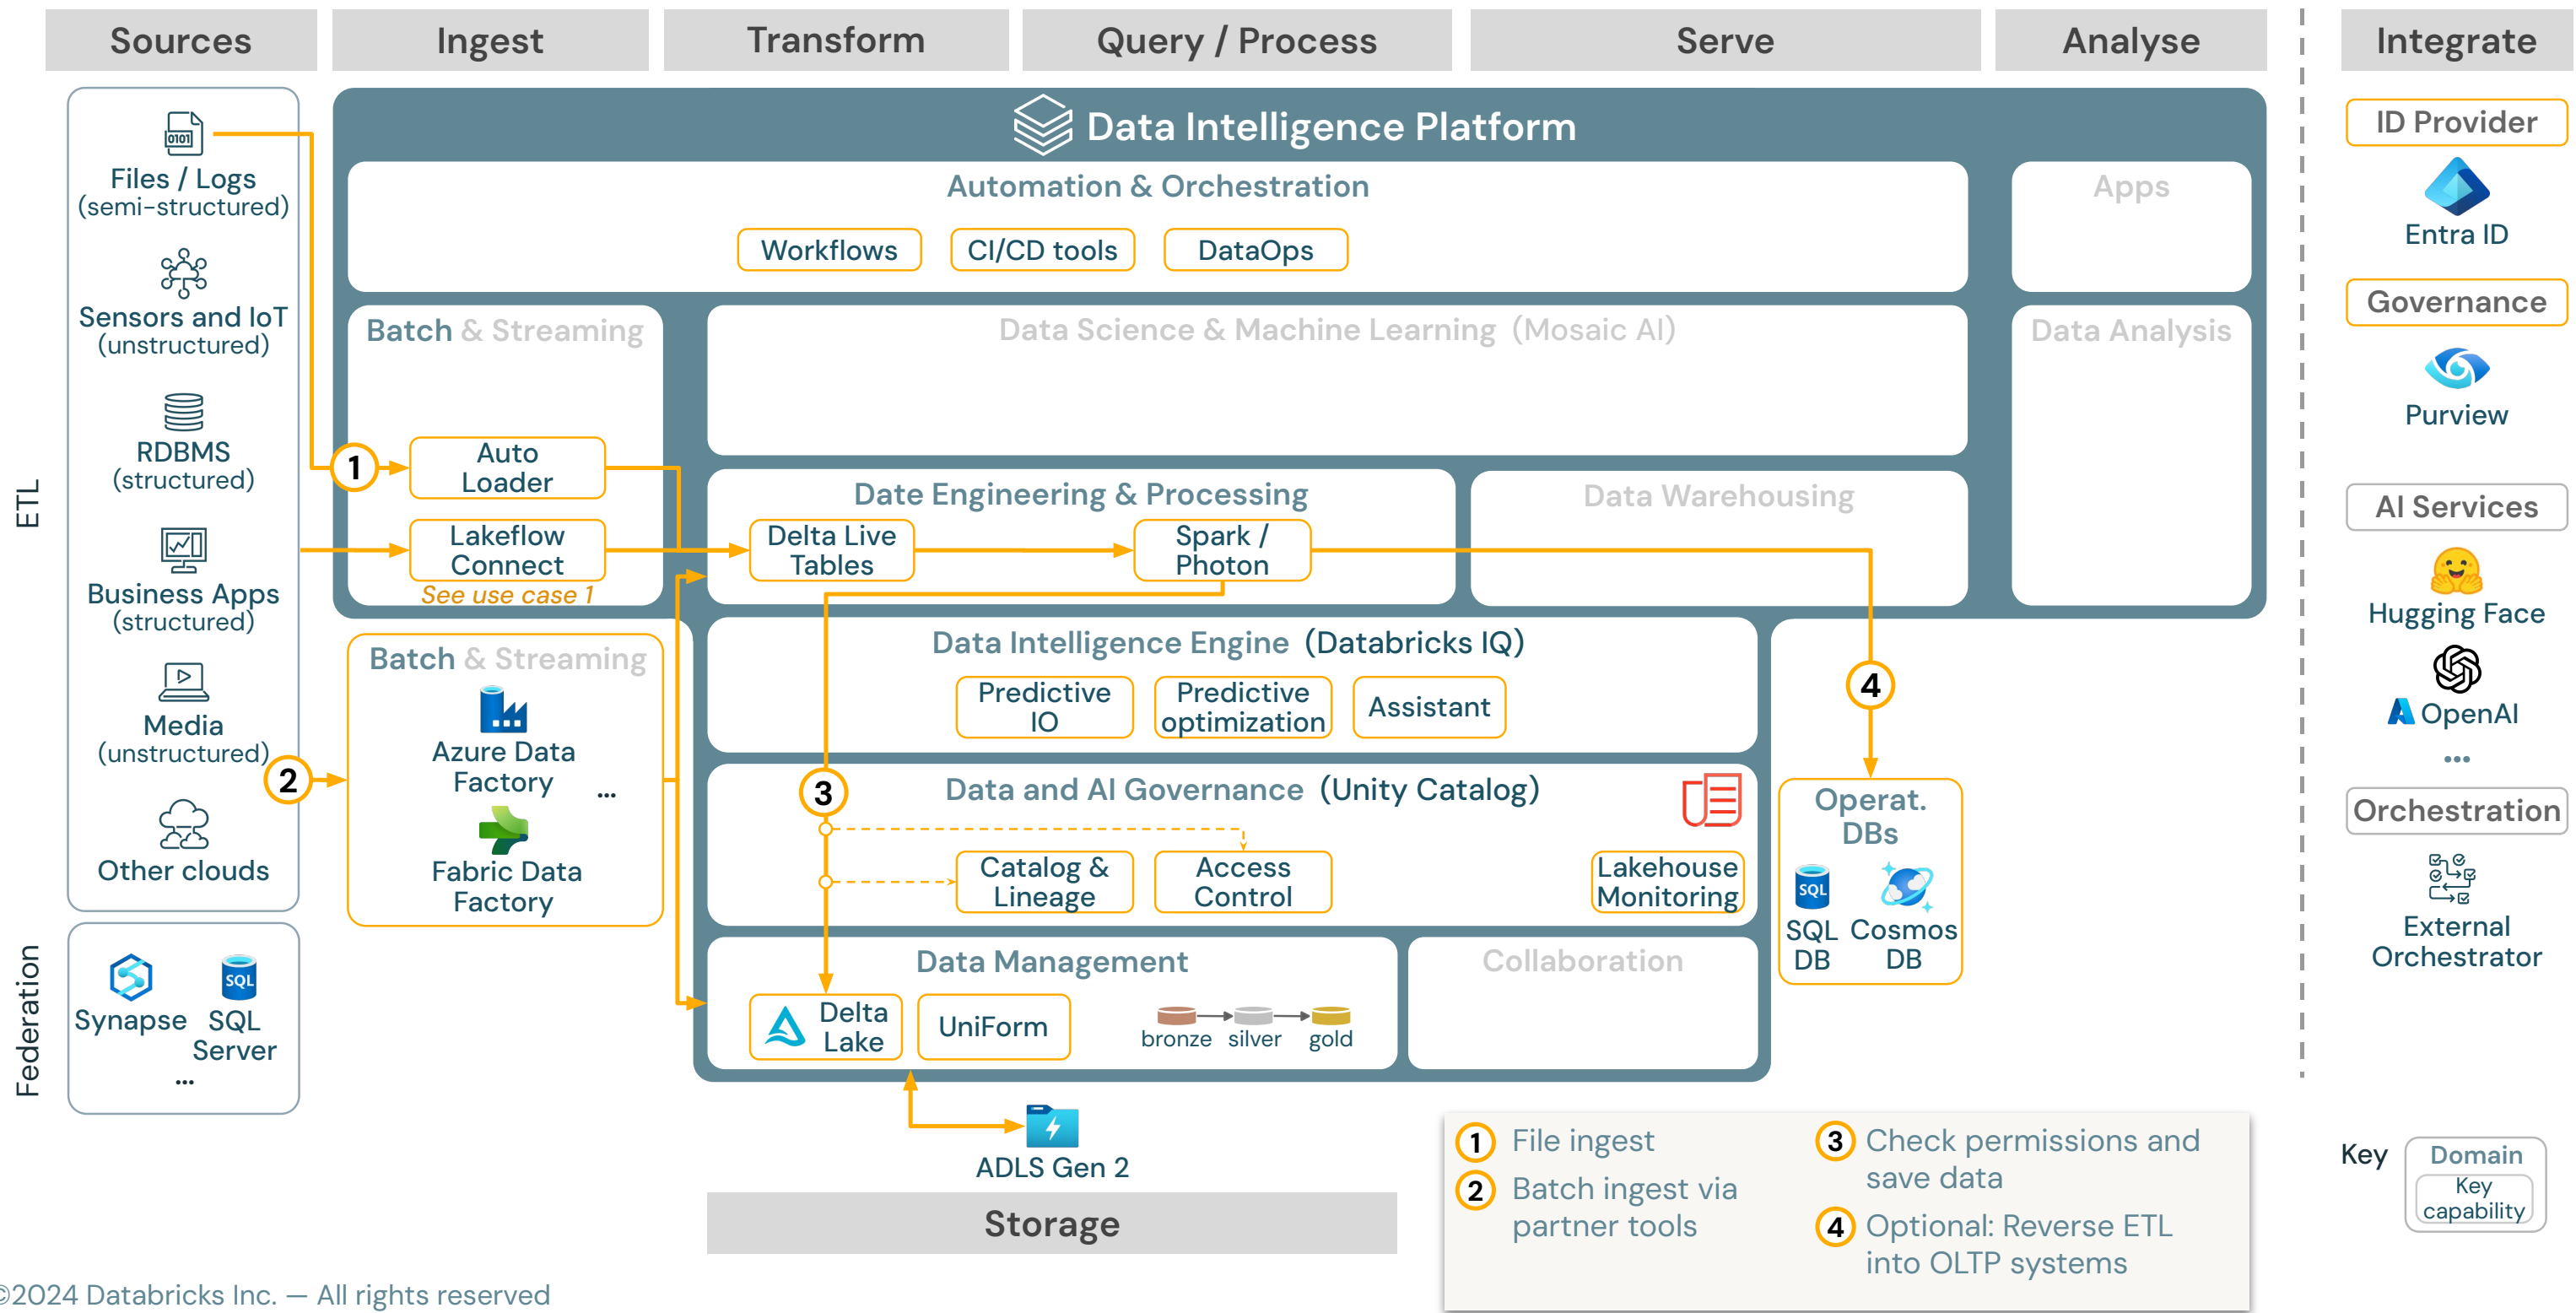 Sources
Ingest
Transform
Query / Process
Serve
Analyse
Integrate
ETL
0101
Files / Logs
(semi-structured)
Sensors and IoT
(unstructured)
RDBMS
(structured)
Business Apps
(structured)
Media
(unstructured)
Other clouds
Federation
Synapse
SQL
SQL
Server
...
Data Intelligence Platform
Automation & Orchestration
Workflows
CI/CD tools
DataOps
Apps
Batch & Streaming
1
Auto
Loader
Lakeflow
Connect
See use case 1
Data Science & Machine Learning (Mosaic AI)
Data Analysis
Date Engineering & Processing
Delta Live
Tables
Spark /
Photon
Data Warehousing
2
Batch & Streaming
Azure Data
Factory
...
Fabric Data
Factory
Data Intelligence Engine (Databricks IQ)
Predictive
IO
Predictive
optimization
Assistant
3
Data and AI Governance (Unity Catalog)
Catalog &
Lineage
Access
Control
Lakehouse
Monitoring
Data Management
Delta
Lake
UniForm
bronze
silver
gold
Collaboration
4
Operat.
DBs
SQL
SQL
DB
Cosmos
DB
ADLS Gen 2
Storage
ID Provider
Entra ID
Governance
Purview
AI Services
Hugging Face
OpenAI
...
Orchestration
External
Orchestrator
1 File ingest
2 Batch ingest via
partner tools
3 Check permissions and
save data
4 Optional: Reverse ETL
into OLTP systems
Key
Domain
Key
capability
©2024 Databricks Inc. — All rights reserved